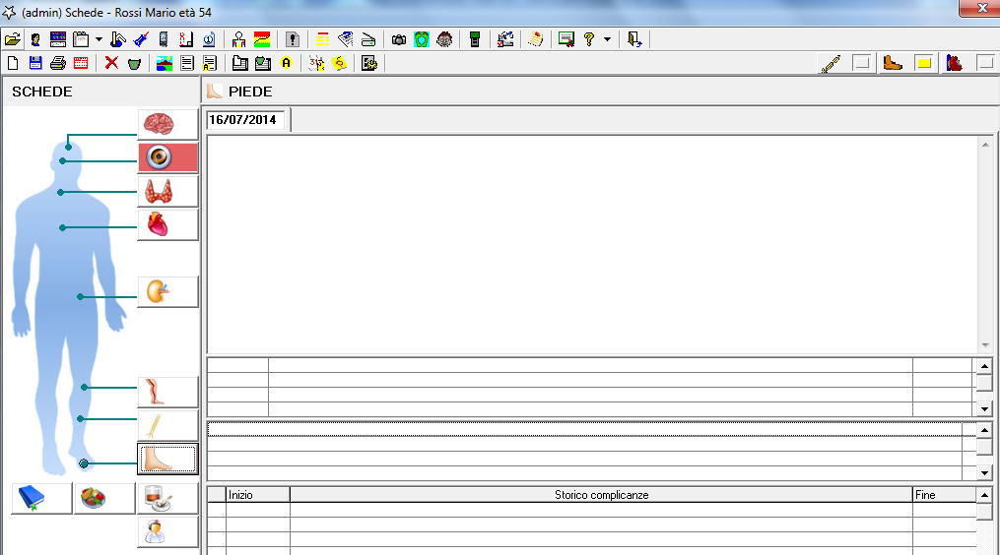 (admin) Schede - Rossi Mario età 54
SCHEDE
PIEDE
16/07/2014
Inizio
Storico complicanze
Fine